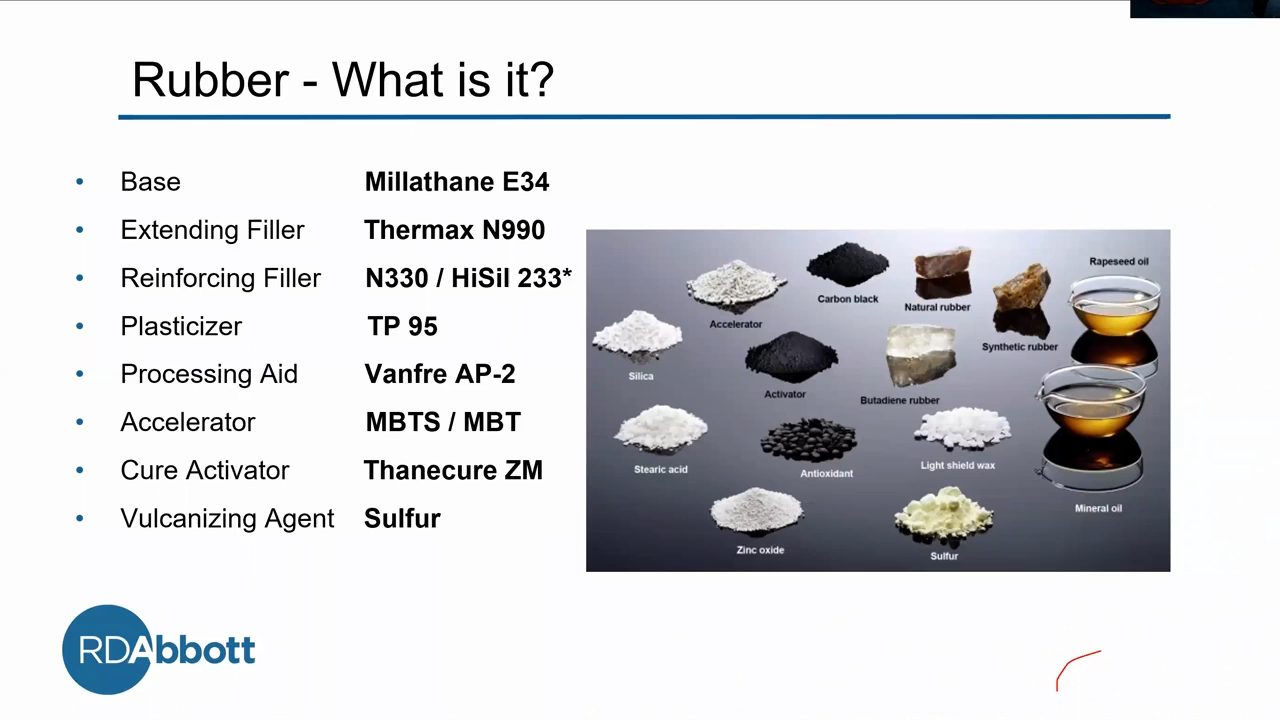 Rubber - What is it?
• Base Millathane E34
• Extending Filler Thermax N990
• Reinforcing Filler N330 / HiSil 233*
• Plasticizer TP 95
• Processing Aid Vanfre AP-2
• Accelerator MBTS / MBT
• Cure Activator Thanecure ZM
• Vulcanizing Agent Sulfur
Rapeseed oil
Carbon black
Natural rubber
Accelerator
Synthetic rubber
Silica
Activator
Butadiene rubber
Stearic acid
Antioxidant
Light shield wax
Mineral oil
Zinc oxide
Sulfur
RDAbbott